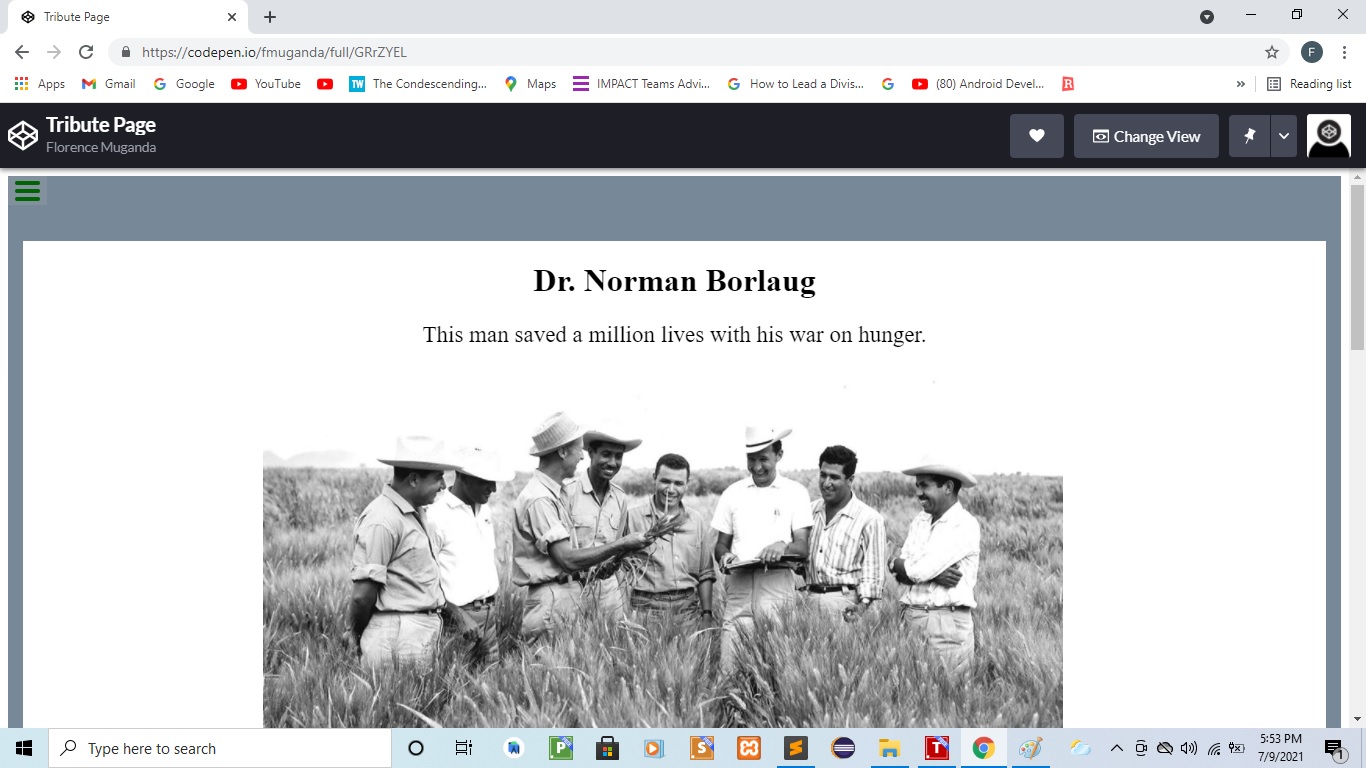 Tribute Page
https://codepen.io/fmuganda/full/GRrZYEL
F
Apps Gmail Google YouTube TW The Condescending... Maps IMPACT Teams Advi... How to Lead a Divis... (80) Android Devel... R » Reading list
Tribute Page
Florence Muganda
Change View
Dr. Norman Borlaug
This man saved a million lives with his war on hunger.
Type here to search
P
S
S
T
5:53 PM
7/9/2021
1